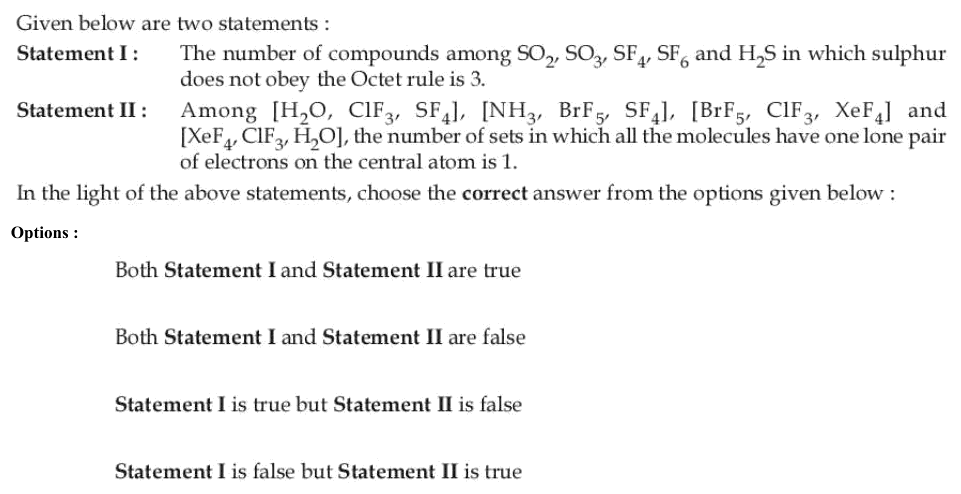 Given below are two statements :
Statement I : The number of compounds among SO₂, SO₃, SF₄, SF₆ and H₂S in which sulphur
does not obey the Octet rule is 3.
Statement II : Among [H₂O, ClF₃, SF₄], [NH₃, BrF₅, SF₄], [BrF₅, ClF₃, XeF₄] and
[XeF₄, ClF₃, H₂O], the number of sets in which all the molecules have one lone pair
of electrons on the central atom is 1.
In the light of the above statements, choose the correct answer from the options given below :
Options :
Both Statement I and Statement II are true
Both Statement I and Statement II are false
Statement I is true but Statement II is false
Statement I is false but Statement II is true